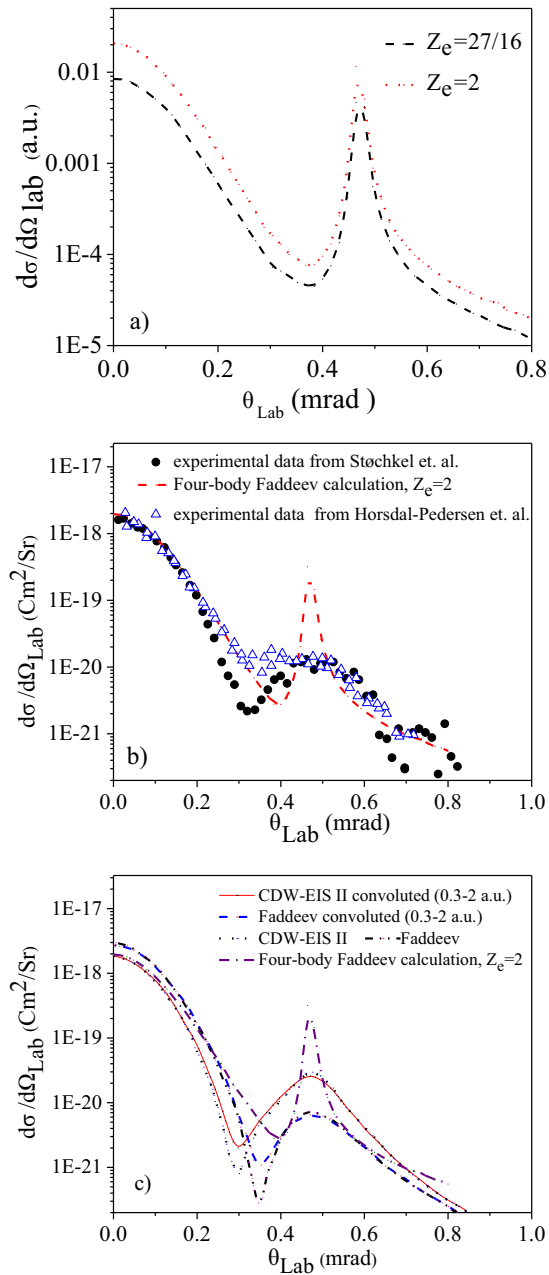 Z_e=27/16
Z_e=2
dσ/dΩ_lab (a.u.)
0.01
0.001
1E-4
1E-5
a)
0.0 0.2 0.4 0.6 0.8
θ_Lab (mrad )
experimental data from Støchkel et. al.
Four-body Faddeev calculation, Z_e=2
experimental data from Horsdal-Pedersen et. al.
dσ/dΩ_Lab (Cm²/Sr)
1E-17
1E-18
1E-19
1E-20
1E-21
b)
0.0 0.2 0.4 0.6 0.8 1.0
θ_Lab (mrad)
CDW-EIS II convoluted (0.3-2 a.u.)
Faddeev convoluted (0.3-2 a.u.)
CDW-EIS II Faddeev
Four-body Faddeev calculation, Z_e=2
dσ/dΩ_Lab (Cm²/Sr)
1E-17
1E-18
1E-19
1E-20
1E-21
c)
0.0 0.2 0.4 0.6 0.8 1.0
θ_Lab (mrad)